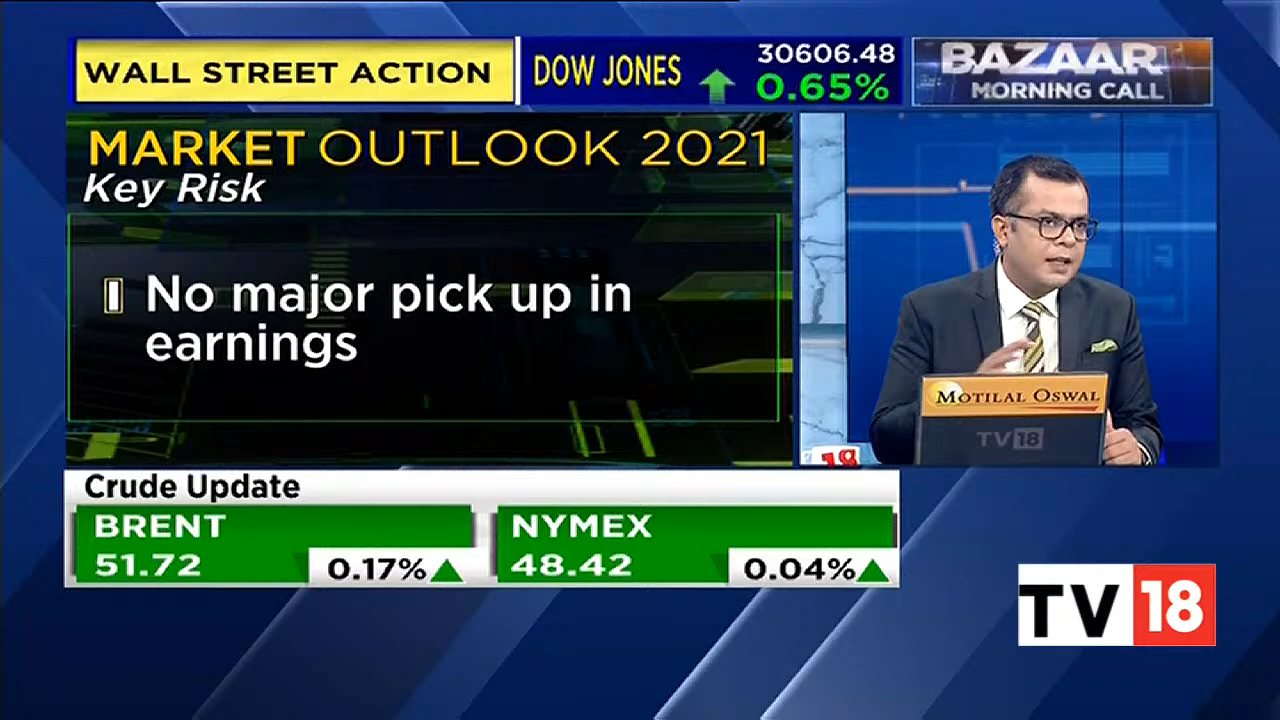 WALL STREET ACTION
DOW JONES
30606.48
0.65%
BAZAAR
MORNING CALL
MARKET OUTLOOK 2021
Key Risk
No major pick up in
earnings
MOTILAL OSWAL
TV18
18
Crude Update
BRENT
51.72
0.17%
NYMEX
48.42
0.04%
TV18